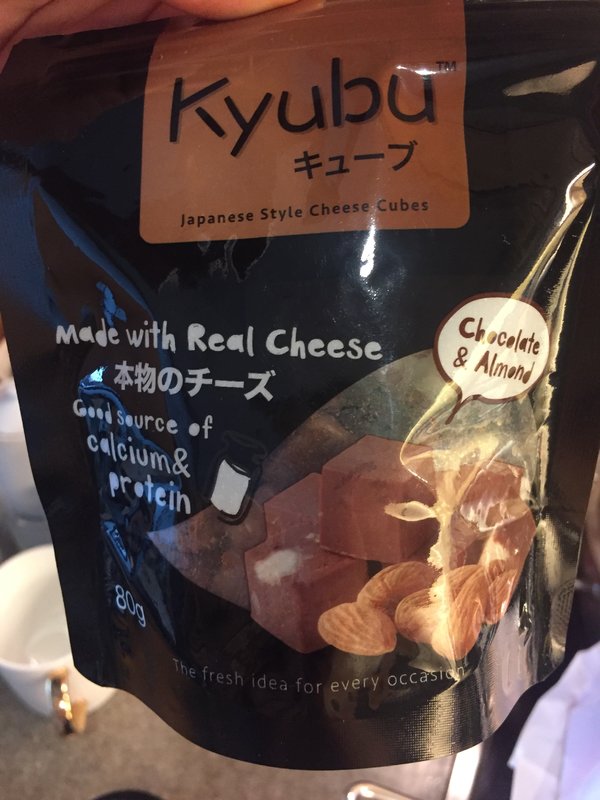 Kyubu™
キューブ
Japanese Style Cheese Cubes
Made with Real Cheese
本物のチーズ
Good source of
calcium&
protein
Chocolate
& Almond
80g
The fresh idea for every occasion